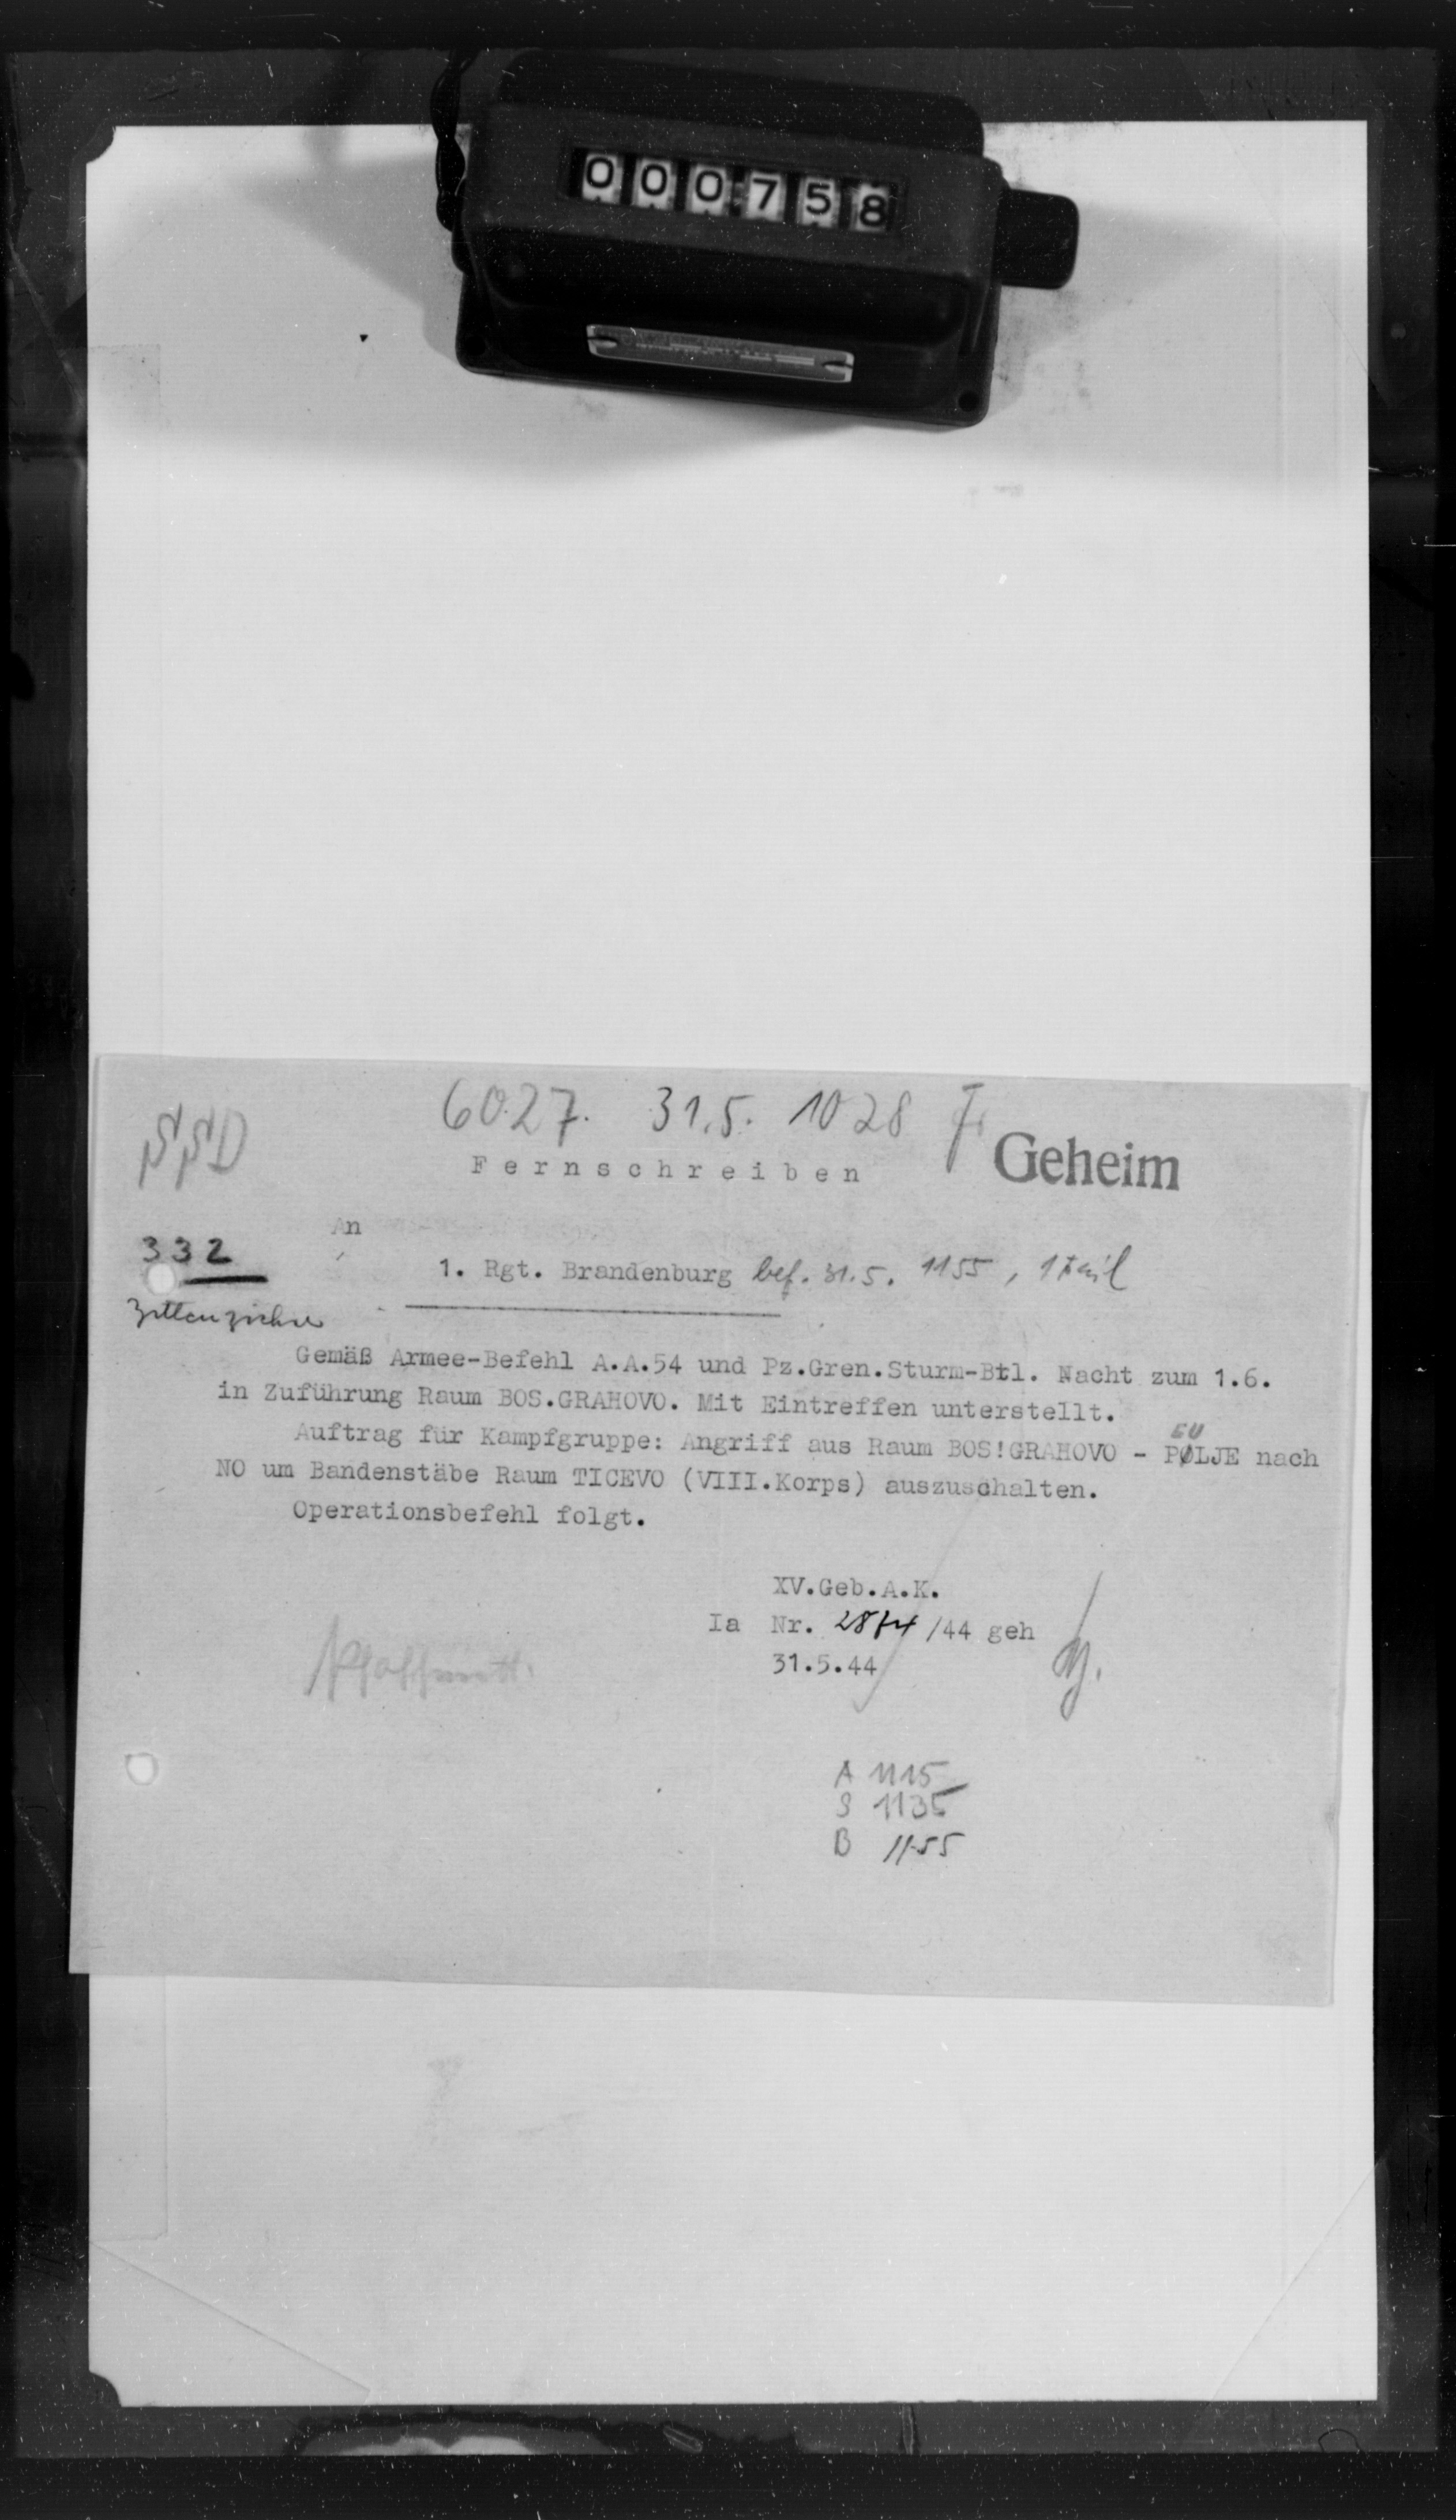 000758
6027. 31.5. 1028
SSD
Geheim
Fernschreiben
An
332
1. Rgt. Brandenburg bef. 31.5. 1155,
Gemäß Armee-Befehl A.A.54 und Pz.Gren.Sturm-Btl. Nacht zum 1.6.
in Zuführung Raum BOS.GRAHOVO. Mit Eintreffen unterstellt.
Auftrag für Kampfgruppe: Angriff aus Raum BOS!GRAHOVO - POLJE nach
NO um Bandenstäbe Raum TICEVO (VIII.Korps) auszuschalten.
Operationsbefehl folgt.
XV.Geb.A.K.
Ia Nr. /44 geh
31.5.44
A 1115
S 1135
B 1155